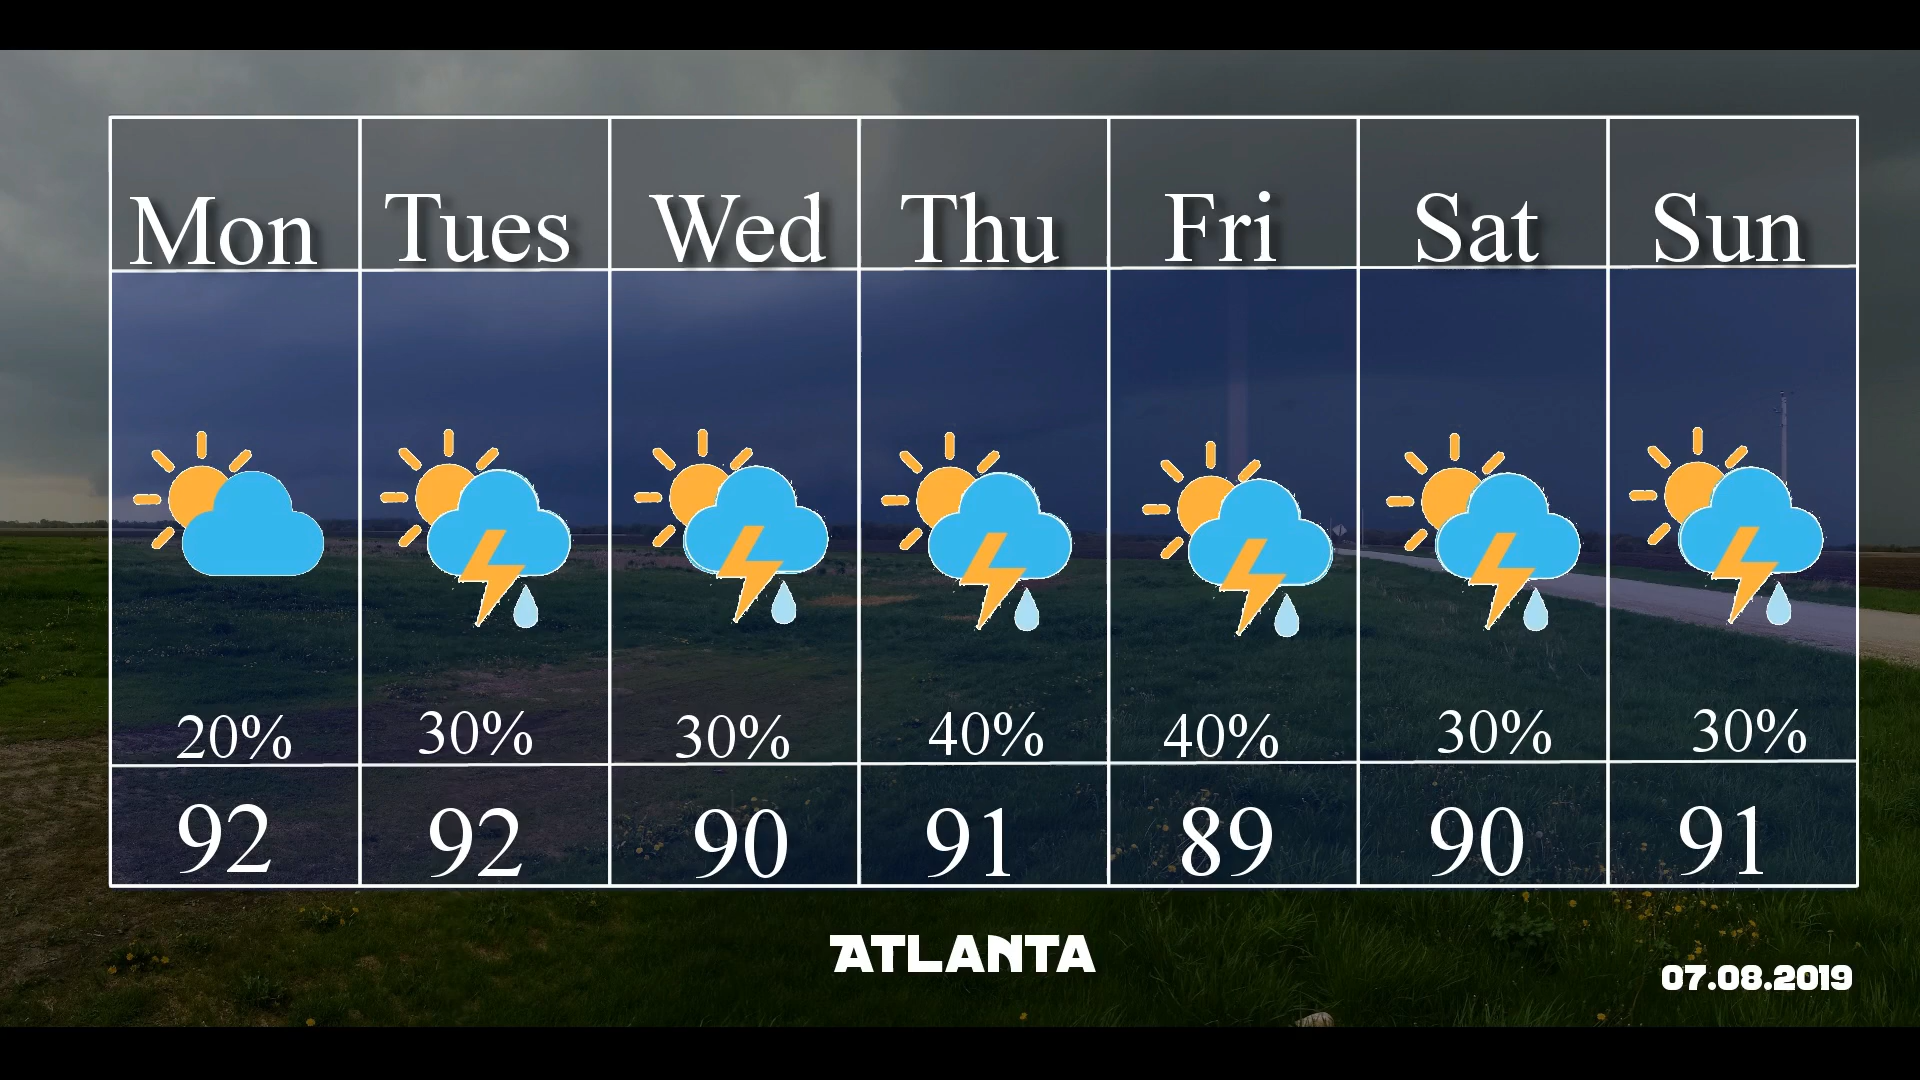 Mon Tues Wed Thu Fri Sat Sun
20% 30% 30% 40% 40% 30% 30%
92 92 90 91 89 90 91
ATLANTA
07.08.2019